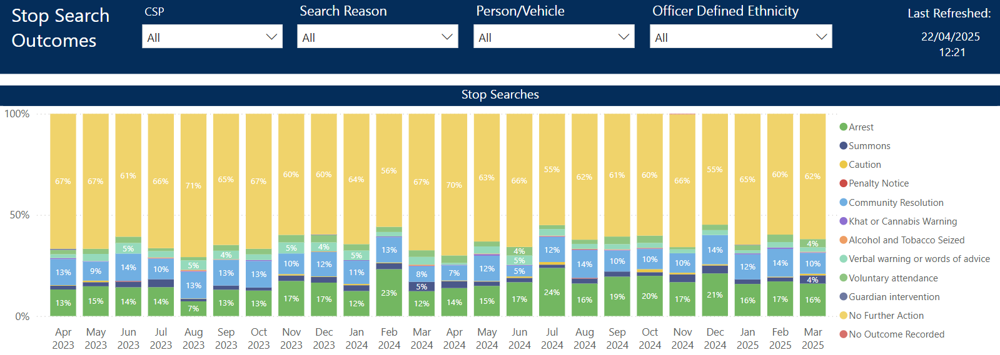 Stop Search
Outcomes
CSP
All
Search Reason
All
Person/Vehicle
All
Officer Defined Ethnicity
All
Last Refreshed:
22/04/2025
12:21
Stop Searches
100%
50%
0%
67% 67% 61% 66% 71% 65% 67% 60% 60% 64% 56% 67% 70% 63% 66% 55% 62% 61% 60% 66% 55% 65% 60% 62%
4% 4%
5% 5% 4% 5% 4% 5% 5%
13% 9% 14% 10% 13% 13% 13% 10% 12% 11% 13% 8% 7% 12% 5% 12% 14% 10% 10% 10% 14% 12% 14% 10%
5% 4%
13% 15% 14% 14% 7% 13% 13% 17% 17% 12% 23% 12% 14% 15% 17% 24% 16% 19% 20% 17% 21% 16% 17% 16%
Apr May Jun Jul Aug Sep Oct Nov Dec Jan Feb Mar Apr May Jun Jul Aug Sep Oct Nov Dec Jan Feb Mar
2023 2023 2023 2023 2023 2023 2023 2023 2023 2024 2024 2024 2024 2024 2024 2024 2024 2024 2024 2024 2024 2025 2025 2025
Arrest
Summons
Caution
Penalty Notice
Community Resolution
Khat or Cannabis Warning
Alcohol and Tobacco Seized
Verbal warning or words of advice
Voluntary attendance
Guardian intervention
No Further Action
No Outcome Recorded